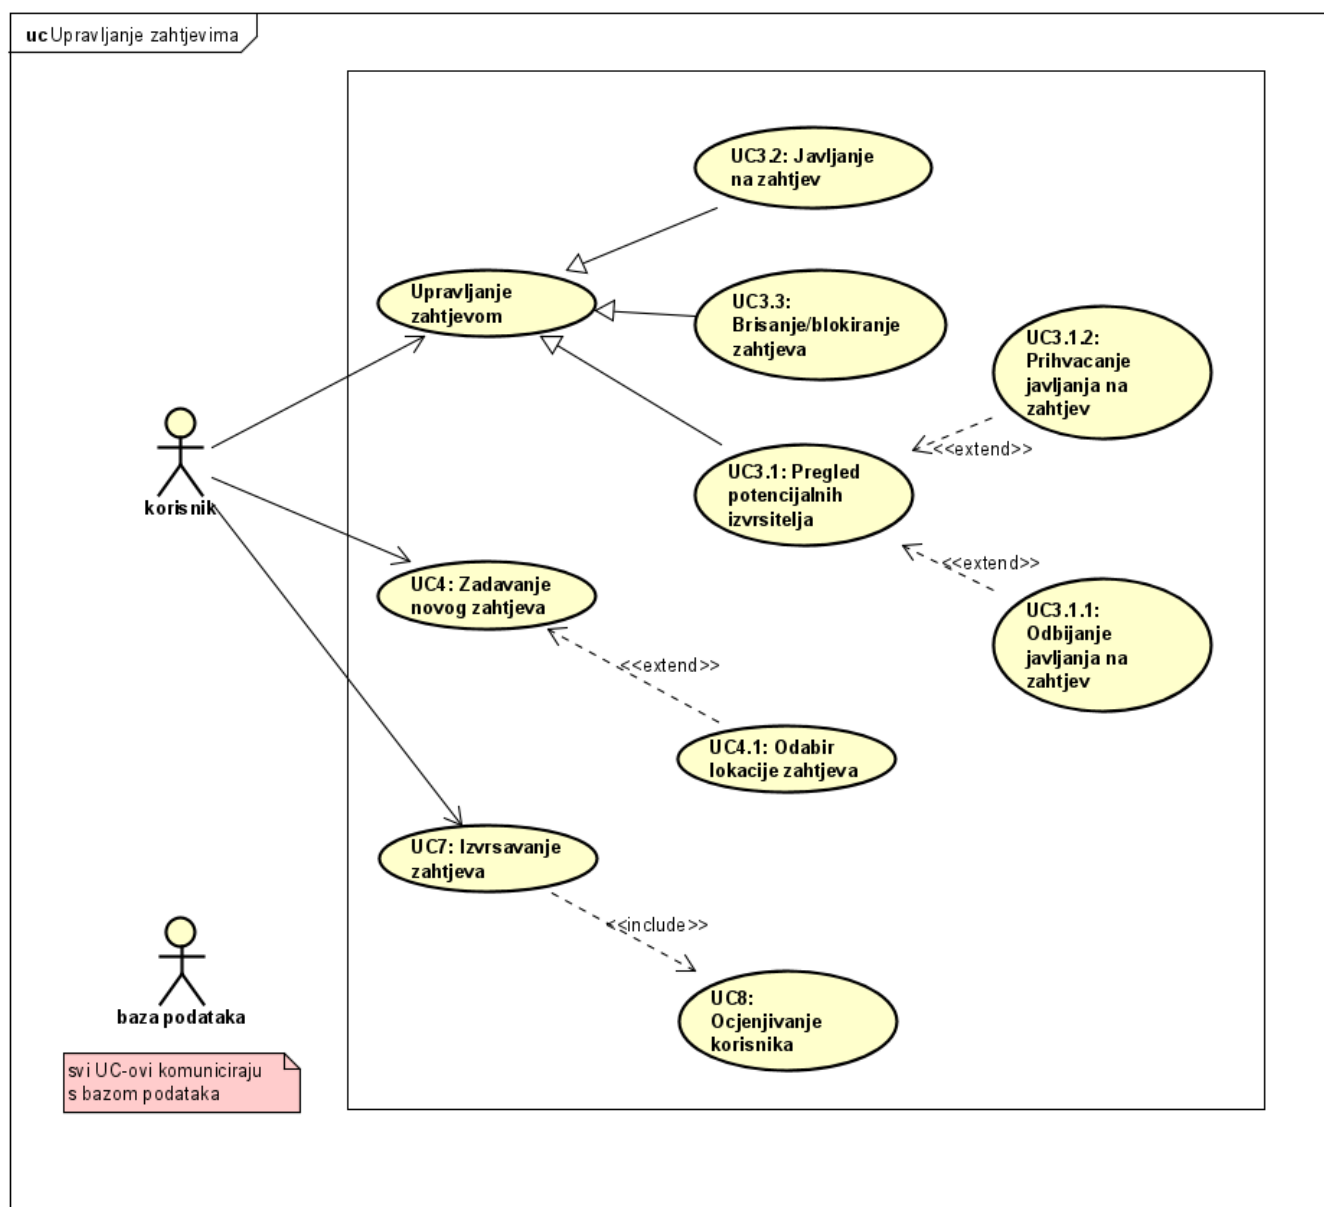 uc Upravljanje zahtjevima
UC3.2: Javljanje
na zahtjev
Upravljanje
zahtjevom
UC3.3:
Brisanje/blokiranje
zahtjeva
UC3.1.2:
Prihvacanje
javljanja na
zahtjev
<<extend>>
UC3.1: Pregled
potencijalnih
izvrsitelja
korisnik
<<extend>>
UC4: Zadavanje
novog zahtjeva
UC3.1.1:
Odbijanje
javljanja na
zahtjev
<<extend>>
UC4.1: Odabir
lokacije zahtjeva
UC7: Izvrsavanje
zahtjeva
<<include>>
UC8:
Ocjenjivanje
korisnika
baza podataka
svi UC-ovi komuniciraju
s bazom podataka